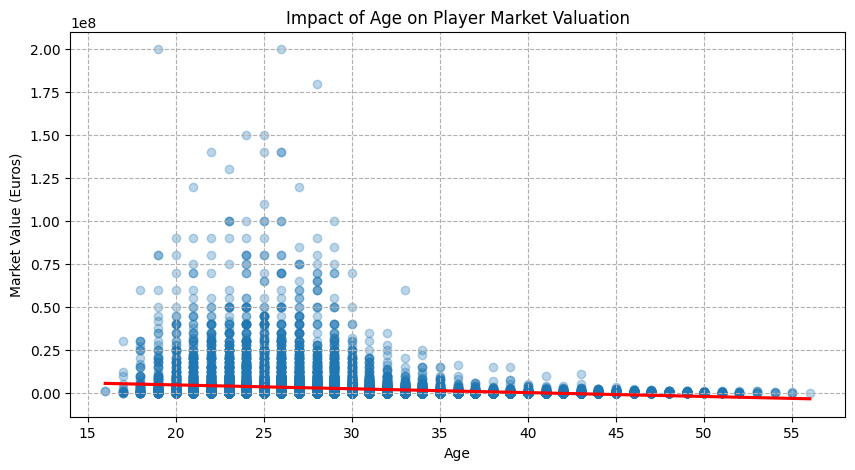 Impact of Age on Player Market Valuation
1e8
2.00
1.75
1.50
1.25
1.00
0.75
0.50
0.25
0.00
Market Value (Euros)
15 20 25 30 35 40 45 50 55
Age